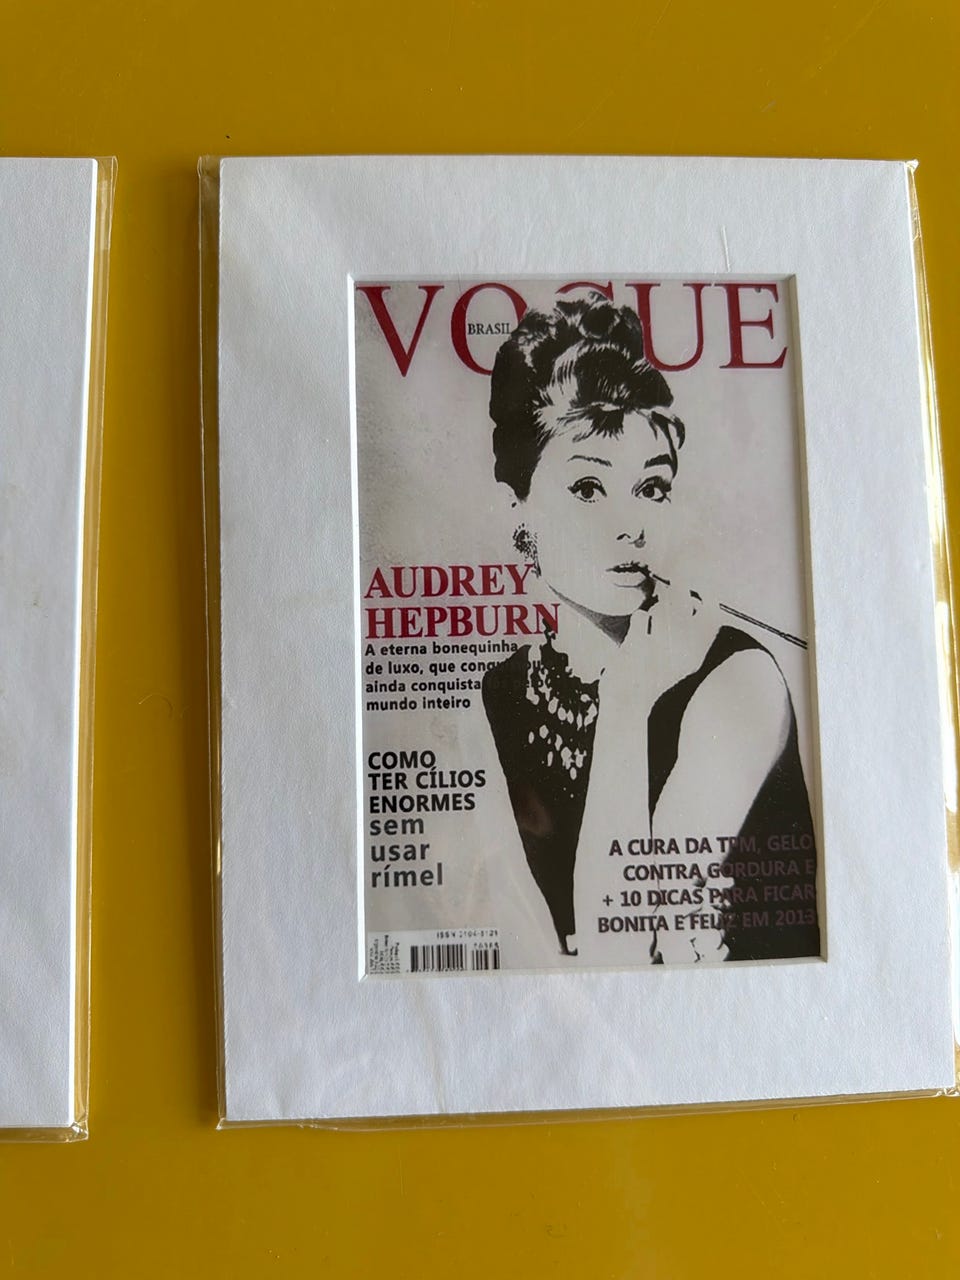 VOGUE
BRASIL
AUDREY
HEPBURN
A eterna bonequinha
de luxo, que conquistou
ainda conquista pelo
mundo inteiro
COMO
TER CÍLIOS
ENORMES
sem
usar
rímel
A CURA DA TPM, GELO
CONTRA GORDURA E
+ 10 DICAS PARA FICAR
BONITA E FELIZ EM 2013